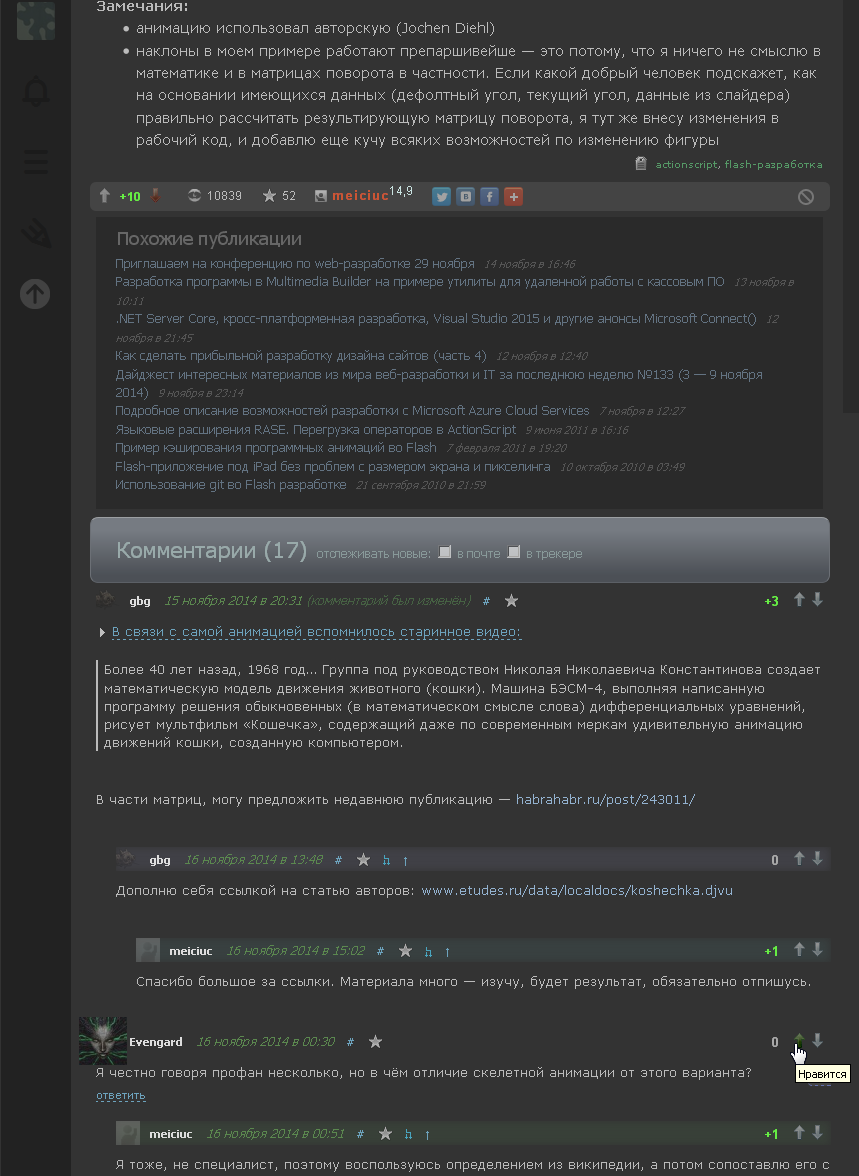 Замечания:
анимацию использовал авторскую (Jochen Diehl)
наклоны в моем примере работают препаршивейше — это потому, что я ничего не смыслю в
математике и в матрицах поворота в частности. Если какой добрый человек подскажет, как
на основании имеющихся данных (дефолтный угол, текущий угол, данные из слайдера)
правильно рассчитать результирующую матрицу поворота, я тут же внесу изменения в
рабочий код, и добавлю еще кучу всяких возможностей по изменению фигуры
actionscript, flash-разработка
+10 10839 52 meiciuc 14,9
Похожие публикации
Приглашаем на конференцию по web-разработке 29 ноября 14 ноября в 16:46
Разработка программы в Multimedia Builder на примере утилиты для удаленной работы с кассовым ПО 13 ноября в
10:11
.NET Server Core, кросс-платформенная разработка, Visual Studio 2015 и другие анонсы Microsoft Connect() 12
ноября в 21:45
Как сделать прибыльной разработку дизайна сайтов (часть 4) 12 ноября в 12:40
Дайджест интересных материалов из мира веб-разработки и IT за последнюю неделю №133 (3 — 9 ноября
2014) 9 ноября в 23:14
Подробное описание возможностей разработки с Microsoft Azure Cloud Services 7 ноября в 12:27
Языковые расширения RASE. Перегрузка операторов в ActionScript 9 июня 2011 в 16:16
Пример кэширования программных анимаций во Flash 7 февраля 2011 в 19:20
Flash-приложение под iPad без проблем с размером экрана и пикселинга 10 октября 2010 в 03:49
Использование git во Flash разработке 21 сентября 2010 в 21:59
Комментарии (17) отслеживать новые: в почте в трекере
gbg 15 ноября 2014 в 20:31 (комментарий был изменён) # +3
В связи с самой анимацией вспомнилось старинное видео:
Более 40 лет назад, 1968 год... Группа под руководством Николая Николаевича Константинова создает
математическую модель движения животного (кошки). Машина БЭСМ-4, выполняя написанную
программу решения обыкновенных (в математическом смысле слова) дифференциальных уравнений,
рисует мультфильм «Кошечка», содержащий даже по современным меркам удивительную анимацию
движений кошки, созданную компьютером.
В части матриц, могу предложить недавнюю публикацию — habrahabr.ru/post/243011/
gbg 16 ноября 2014 в 13:48 # h ↑ 0
Дополню себя ссылкой на статью авторов: www.etudes.ru/data/localdocs/koshechka.djvu
meiciuc 16 ноября 2014 в 15:02 # h ↑ +1
Спасибо большое за ссылки. Материала много — изучу, будет результат, обязательно отпишусь.
Evengard 16 ноября 2014 в 00:30 # 0
Нравится
Я честно говоря профан несколько, но в чём отличие скелетной анимации от этого варианта?
ответить
meiciuc 16 ноября 2014 в 00:51 # h ↑ +1
Я тоже, не специалист, поэтому воспользуюсь определением из википедии, а потом сопоставлю его с